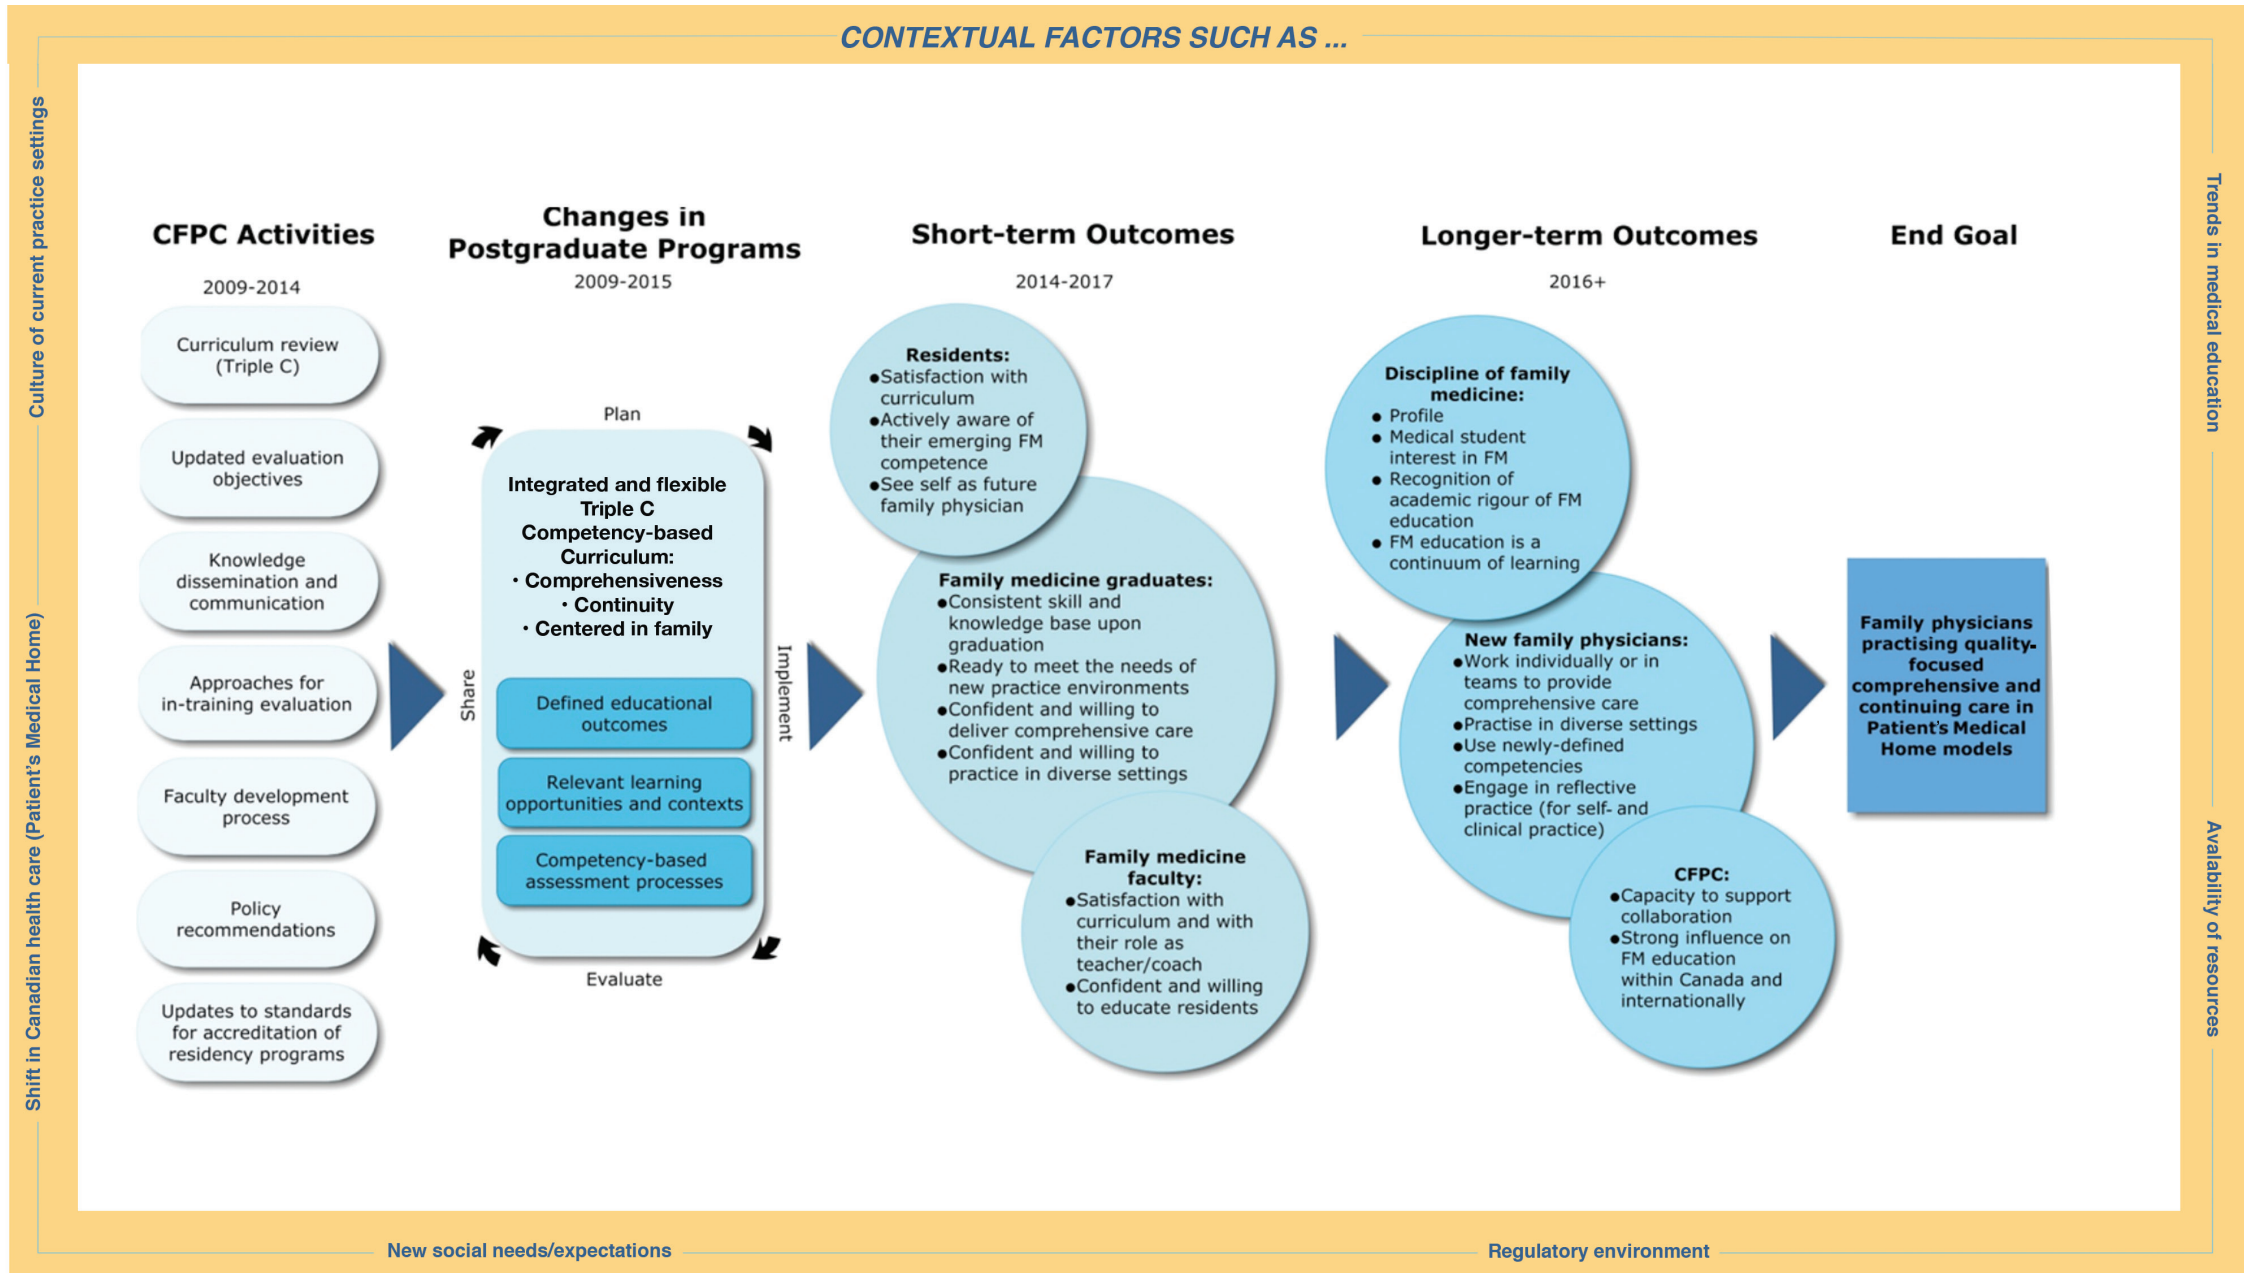 CONTEXTUAL FACTORS SUCH AS ...
Culture of current practice settings
Shift in Canadian health care (Patient's Medical Home)
Trends in medical education
Avalability of resources
New social needs/expectations
Regulatory environment
CFPC Activities
2009-2014
Curriculum review
(Triple C)
Updated evaluation
objectives
Knowledge
dissemination and
communication
Approaches for
in-training evaluation
Faculty development
process
Policy
recommendations
Updates to standards
for accreditation of
residency programs
Changes in
Postgraduate Programs
2009-2015
Plan
Implement
Evaluate
Share
Integrated and flexible
Triple C
Competency-based
Curriculum:
• Comprehensiveness
• Continuity
• Centered in family
Defined educational
outcomes
Relevant learning
opportunities and contexts
Competency-based
assessment processes
Short-term Outcomes
2014-2017
Residents:
●Satisfaction with
curriculum
●Actively aware of
their emerging FM
competence
●See self as future
family physician
Family medicine graduates:
●Consistent skill and
knowledge base upon
graduation
●Ready to meet the needs of
new practice environments
●Confident and willing to
deliver comprehensive care
●Confident and willing to
practice in diverse settings
Family medicine
faculty:
●Satisfaction with
curriculum and with
their role as
teacher/coach
●Confident and willing
to educate residents
Longer-term Outcomes
2016+
Discipline of family
medicine:
● Profile
● Medical student
interest in FM
● Recognition of
academic rigour of FM
education
● FM education is a
continuum of learning
New family physicians:
●Work individually or in
teams to provide
comprehensive care
●Practise in diverse settings
●Use newly-defined
competencies
●Engage in reflective
practice (for self- and
clinical practice)
CFPC:
●Capacity to support
collaboration
●Strong influence on
FM education
within Canada and
internationally
End Goal
Family physicians
practising quality-
focused
comprehensive and
continuing care in
Patient's Medical
Home models